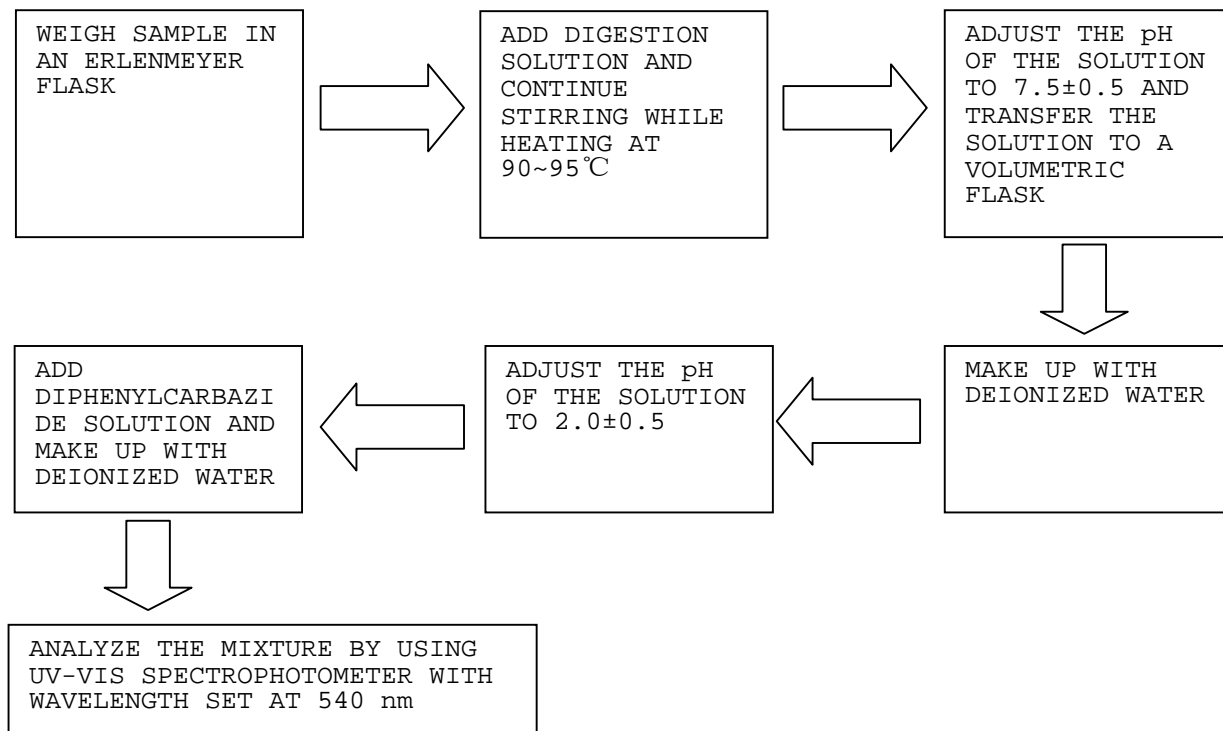 WEIGH SAMPLE IN
AN ERLENMEYER
FLASK
ADD DIGESTION
SOLUTION AND
CONTINUE
STIRRING WHILE
HEATING AT
90~95℃
ADJUST THE pH
OF THE SOLUTION
TO 7.5±0.5 AND
TRANSFER THE
SOLUTION TO A
VOLUMETRIC
FLASK
MAKE UP WITH
DEIONIZED WATER
ADJUST THE pH
OF THE SOLUTION
TO 2.0±0.5
ADD
DIPHENYLCARBAZI
DE SOLUTION AND
MAKE UP WITH
DEIONIZED WATER
ANALYZE THE MIXTURE BY USING
UV-VIS SPECTROPHOTOMETER WITH
WAVELENGTH SET AT 540 nm